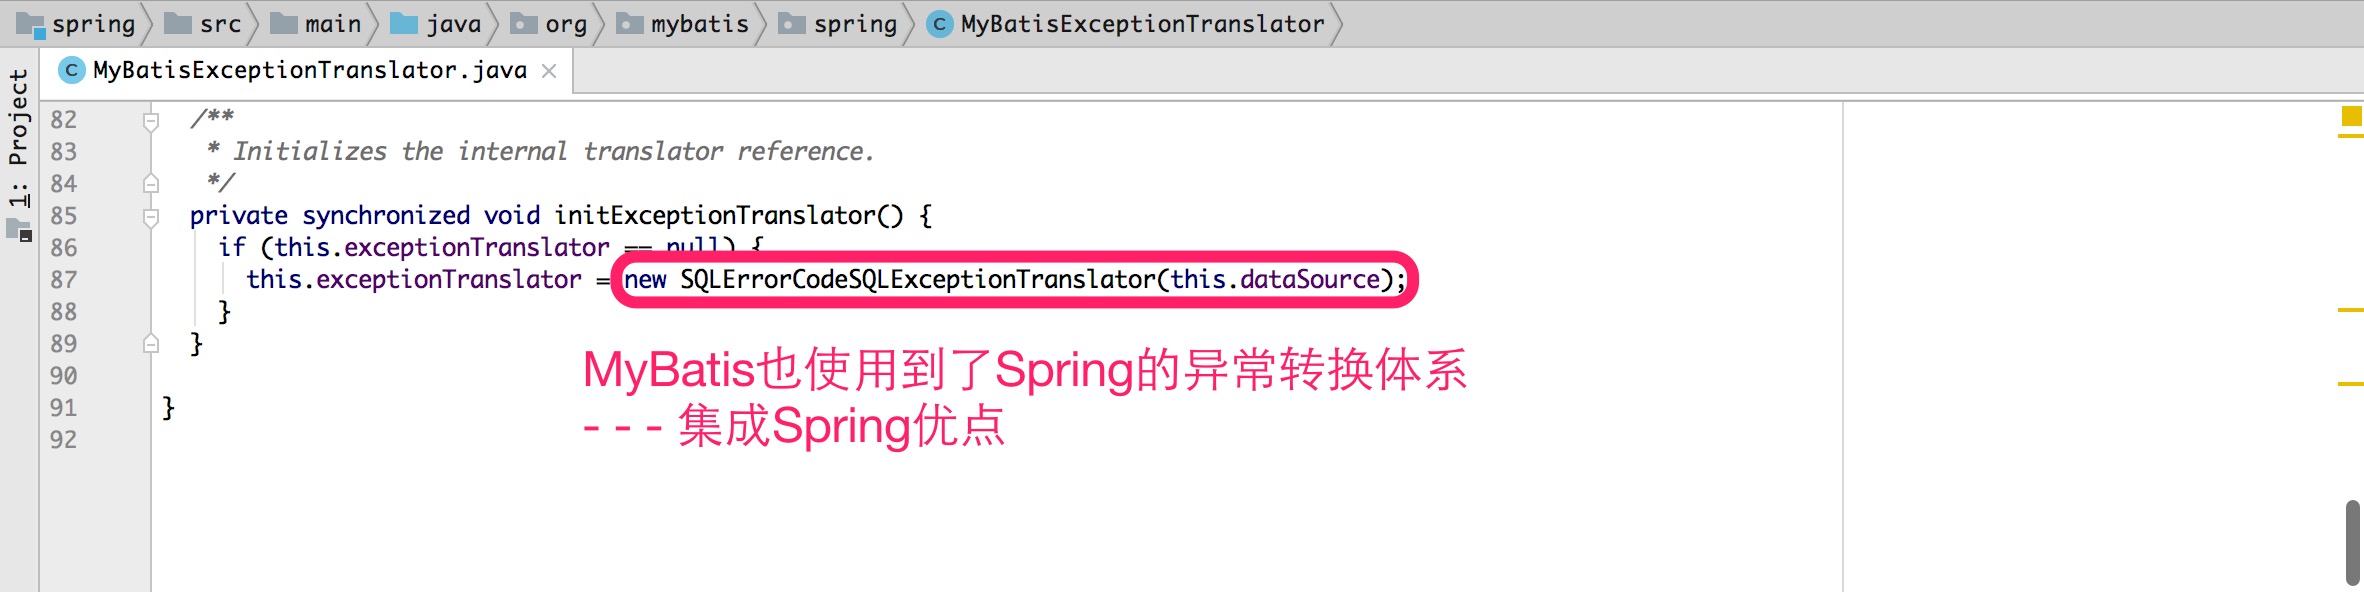 spring src main java org mybatis spring C MyBatisExceptionTranslator
C MyBatisExceptionTranslator.java ×
1: Project
82 /**
83 * Initializes the internal translator reference.
84 */
85 private synchronized void initExceptionTranslator() {
86 if (this.exceptionTranslator == null) {
87 this.exceptionTranslator = new SQLErrorCodeSQLExceptionTranslator(this.dataSource);
88 }
89 }
90
91 }
92
MyBatis也使用到了Spring的异常转换体系
- - - 集成Spring优点